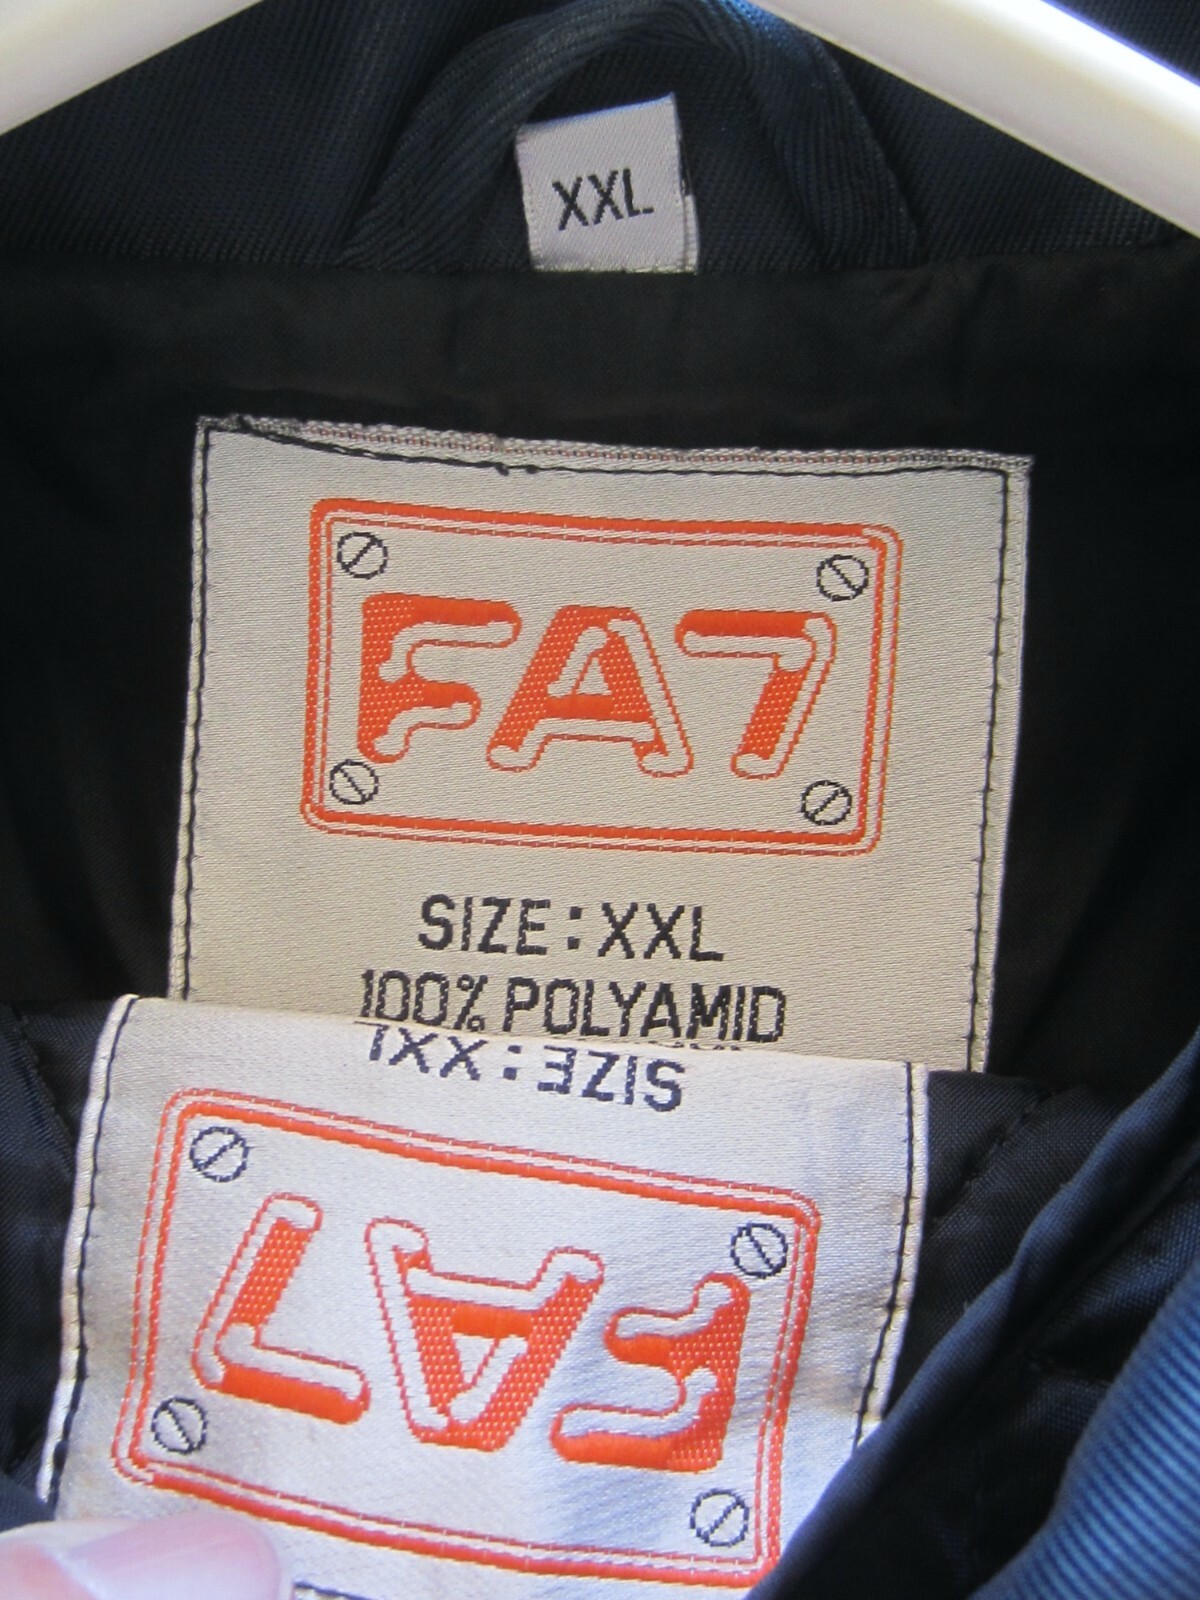 XXL
FA7
SIZE : XXL
100% POLYAMID
SIZE : XXL
FA7